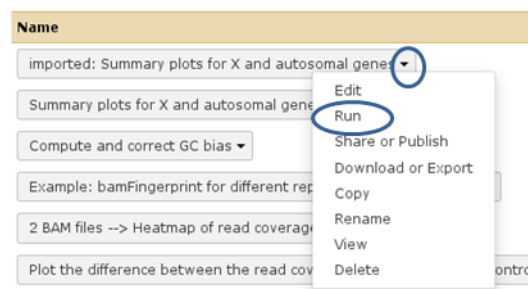 Name
imported: Summary plots for X and autosomal genes
Edit
Summary plots for X and autosomal gene
Run
Share or Publish
Compute and correct GC bias
Download or Export
Example: bamFingerprint for different rep
Copy
Rename
2 BAM files --> Heatmap of read coverage
View
Plot the difference between the read cov
Delete
ontro